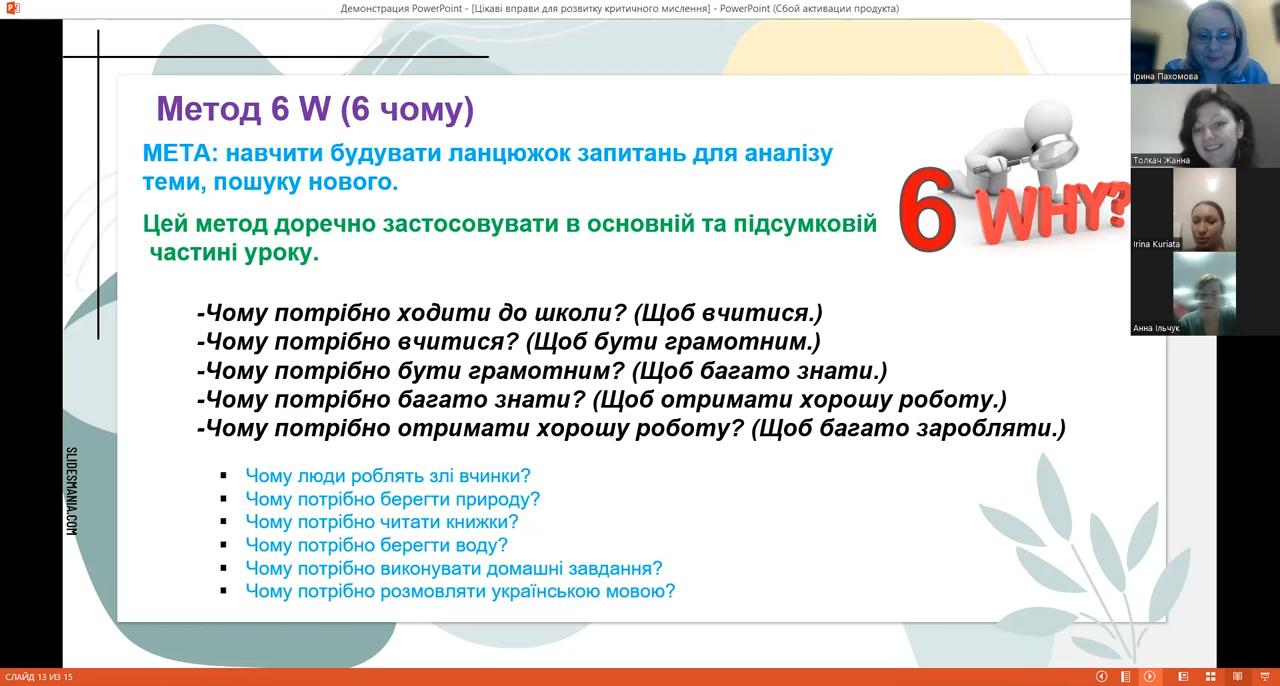 Демонстрация PowerPoint - [Цікаві вправи для розвитку критичного мислення] - PowerPoint (Сбой активации продукта)
Метод 6 W (6 чому)
МЕТА: навчити будувати ланцюжок запитань для аналізу
теми, пошуку нового.
Цей метод доречно застосовувати в основній та підсумковій
частині уроку.
6 WHY?
-Чому потрібно ходити до школи? (Щоб вчитися.)
-Чому потрібно вчитися? (Щоб бути грамотним.)
-Чому потрібно бути грамотним? (Щоб багато знати.)
-Чому потрібно багато знати? (Щоб отримати хорошу роботу.)
-Чому потрібно отримати хорошу роботу? (Щоб багато заробляти.)
Чому люди роблять злі вчинки?
Чому потрібно берегти природу?
Чому потрібно читати книжки?
Чому потрібно берегти воду?
Чому потрібно виконувати домашні завдання?
Чому потрібно розмовляти українською мовою?
SLIDESMANIA.COM
Ірина Пахомова
Толкач Жанна
Irina Kuriata
Анна Ільчук
СЛАЙД 13 ИЗ 15